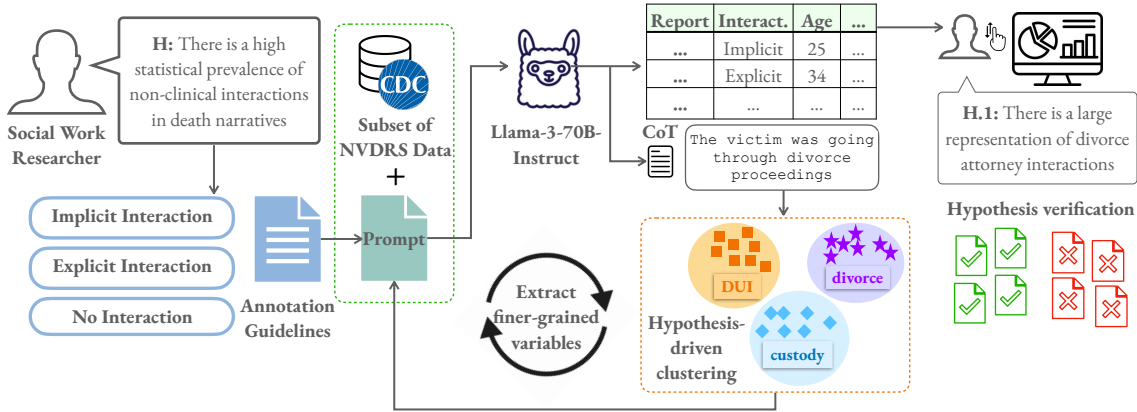 H: There is a high
statistical prevalence of
non-clinical interactions
in death narratives
Social Work
Researcher
Implicit Interaction
Explicit Interaction
No Interaction
Annotation
Guidelines
CDC
Subset of
NVDRS Data
+
Prompt
Llama-3-70B-
Instruct
Report Interact. Age ...
... Implicit 25 ...
... Explicit 34 ...
... ... ... ...
CoT
The victim was going
through divorce
proceedings
Extract
finer-grained
variables
Hypothesis-
driven
clustering
DUI
divorce
custody
H.1: There is a large
representation of divorce
attorney interactions
Hypothesis verification